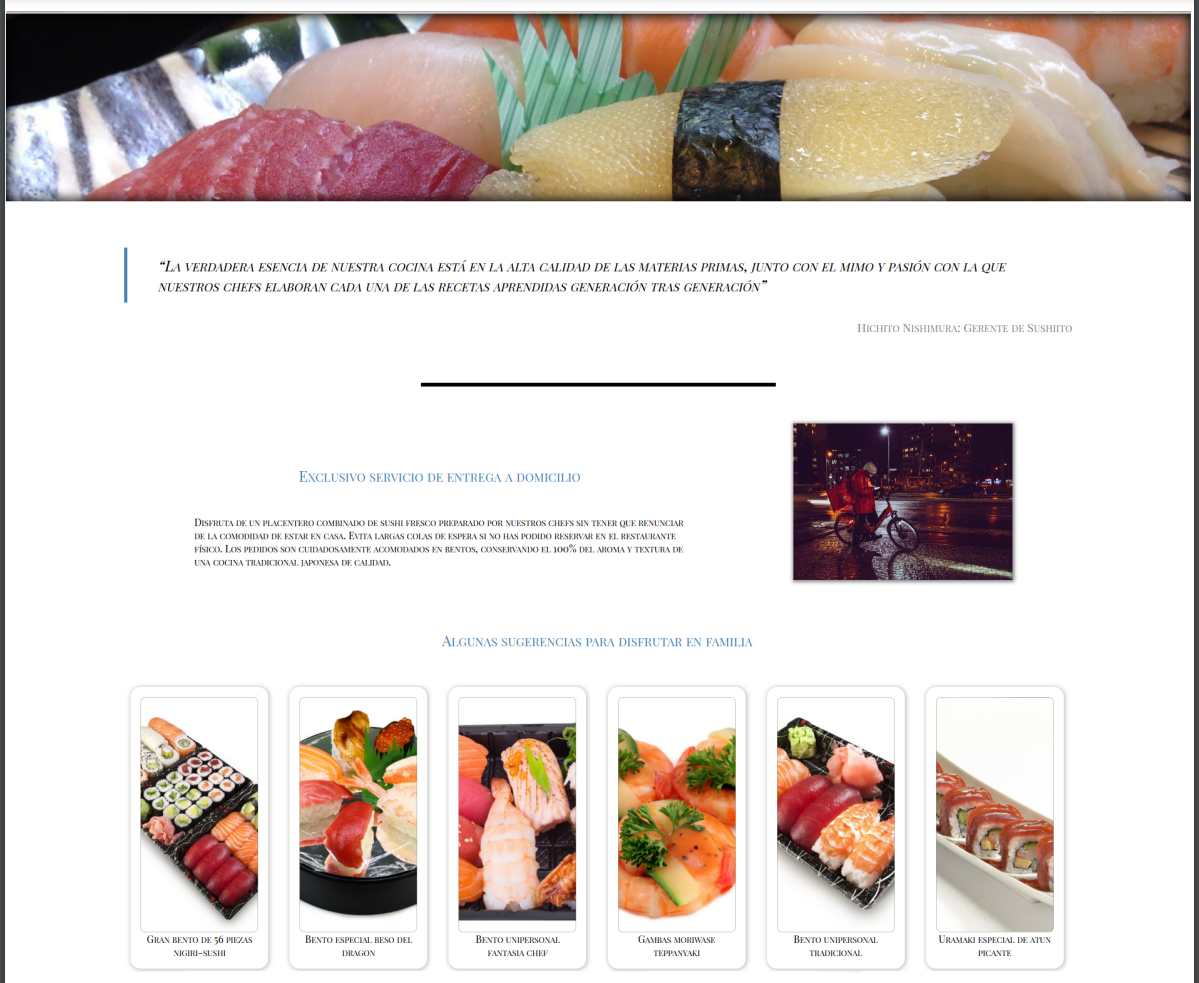 “La verdadera esencia de nuestra cocina está en la alta calidad de las materias primas, junto con el mimo y pasión con la que
nuestros chefs elaboran cada una de las recetas aprendidas generación tras generación”
Hichito Nishimura: Gerente de Sushiito
Exclusivo servicio de entrega a domicilio
Disfruta de un placentero combinado de sushi fresco preparado por nuestros chefs sin tener que renunciar
de la comodidad de estar en casa. Evita largas colas de espera si no has podido reservar en el restaurante
físico. Los pedidos son cuidadosamente acomodados en bentos, conservando el 100% del aroma y textura de
una cocina tradicional japonesa de calidad.
Algunas sugerencias para disfrutar en familia
Gran bento de 56 piezas
nigiri-sushi
Bento especial beso del
dragon
Bento unipersonal
fantasia chef
Gambas moriwase
teppanyaki
Bento unipersonal
tradicional
Uramaki especial de atun
picante